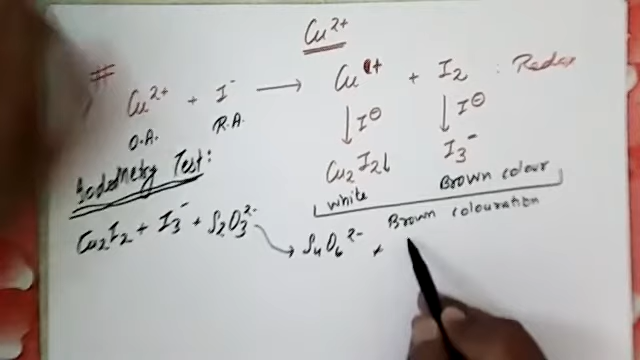 Cu²⁺
# Cu²⁺ + I⁻ → Cu⁺ + I₂ : Redox
O.A. R.A. ↓I⊖ ↓I⊖
Cu₂I₂↓ I₃⁻
white Brown colour
Iodometry Test:
Brown colouration
Cu₂I₂ + I₃⁻ + S₂O₃²⁻ → S₄O₆²⁻ +